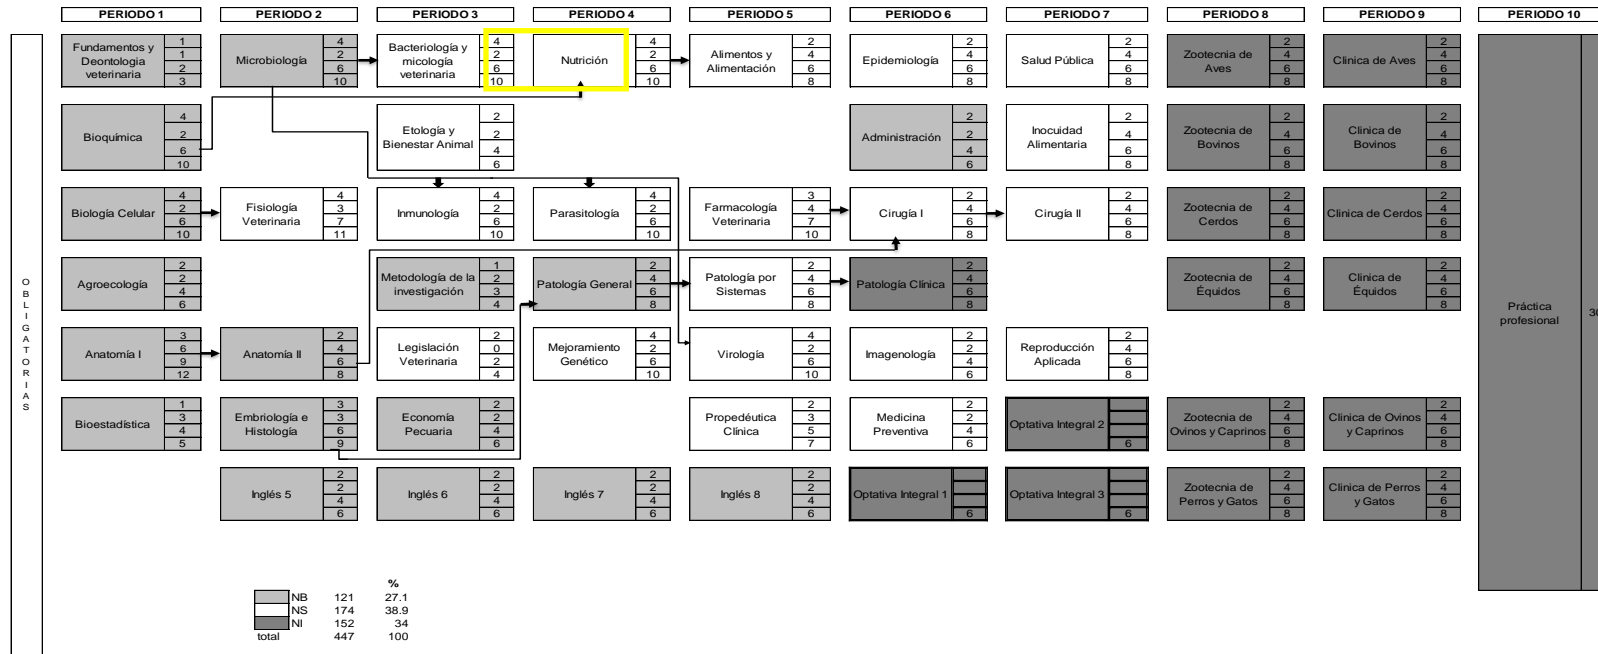 PERIODO 1 PERIODO 2 PERIODO 3 PERIODO 4 PERIODO 5 PERIODO 6 PERIODO 7 PERIODO 8 PERIODO 9 PERIODO 10
OBLIGATORIAS
Fundamentos y
Deontologia
veterinaria
1
1
2
3
Microbiología
4
2
6
10
Bacteriología y
micología
veterinaria
4
2
6
10
Nutrición
4
2
6
10
Alimentos y
Alimentación
2
4
6
8
Epidemiología
2
4
6
8
Salud Pública
2
4
6
8
Zootecnia de
Aves
2
4
6
8
Clinica de Aves
2
4
6
8
Bioquímica
4
2
6
10
Etología y
Bienestar Animal
2
2
4
6
Administración
2
2
4
6
Inocuidad
Alimentaria
2
4
6
8
Zootecnia de
Bovinos
2
4
6
8
Clinica de
Bovinos
2
4
6
8
Biología Celular
4
2
6
10
Fisiología
Veterinaria
4
3
7
11
Inmunología
4
2
6
10
Parasitología
4
2
6
10
Farmacología
Veterinaria
3
4
7
10
Cirugía I
2
4
6
8
Cirugía II
2
4
6
8
Zootecnia de
Cerdos
2
4
6
8
Clinica de Cerdos
2
4
6
8
Agroecología
2
2
4
6
Metodología de la
investigación
1
2
3
4
Patología General
2
4
6
8
Patología por
Sistemas
2
4
6
8
Patología Clínica
2
4
6
8
Zootecnia de
Équidos
2
4
6
8
Clínica de
Équidos
2
4
6
8
Práctica
profesional
30
Anatomía I
3
6
9
12
Anatomía II
2
4
6
8
Legislación
Veterinaria
2
0
2
4
Mejoramiento
Genético
4
2
6
10
Virología
4
2
6
10
Imagenología
2
2
4
6
Reproducción
Aplicada
2
4
6
8
Bioestadística
1
3
4
5
Embriología e
Histología
3
3
6
9
Economía
Pecuaria
2
2
4
6
Propedéutica
Clínica
2
3
5
7
Medicina
Preventiva
2
2
4
6
Optativa Integral 2
6
Zootecnia de
Ovinos y Caprinos
2
4
6
8
Clinica de Ovinos
y Caprinos
2
4
6
8
Inglés 5
2
2
4
6
Inglés 6
2
2
4
6
Inglés 7
2
2
4
6
Inglés 8
2
2
4
6
Optativa Integral 1
6
Optativa Integral 3
6
Zootecnia de
Perros y Gatos
2
4
6
8
Clinica de Perros
y Gatos
2
4
6
8
%
NB 121 27.1
NS 174 38.9
NI 152 34
total 447 100